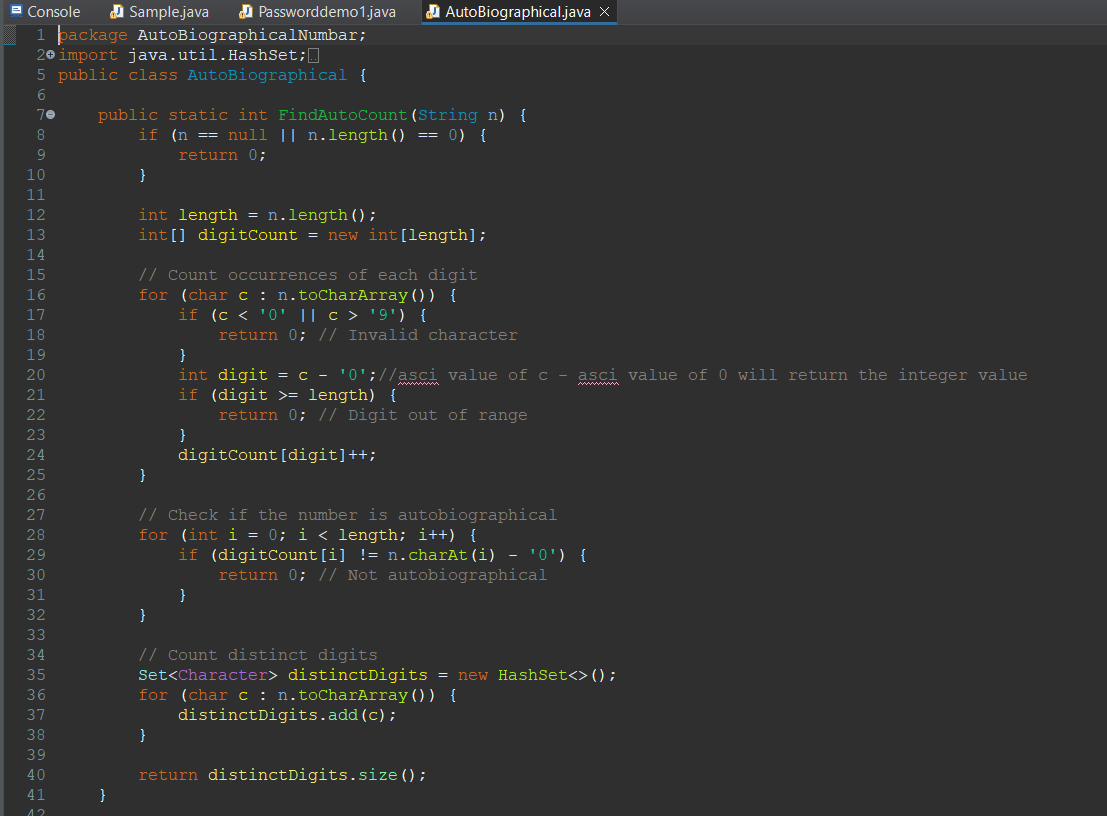 Console Sample.java Passworddemo1.java AutoBiographical.java
1 package AutoBiographicalNumbar;
2 import java.util.HashSet;
5 public class AutoBiographical {
6
7 public static int FindAutoCount(String n) {
8 if (n == null || n.length() == 0) {
9 return 0;
10 }
11
12 int length = n.length();
13 int[] digitCount = new int[length];
14
15 // Count occurrences of each digit
16 for (char c : n.toCharArray()) {
17 if (c < '0' || c > '9') {
18 return 0; // Invalid character
19 }
20 int digit = c - '0';//asci value of c - asci value of 0 will return the integer value
21 if (digit >= length) {
22 return 0; // Digit out of range
23 }
24 digitCount[digit]++;
25 }
26
27 // Check if the number is autobiographical
28 for (int i = 0; i < length; i++) {
29 if (digitCount[i] != n.charAt(i) - '0') {
30 return 0; // Not autobiographical
31 }
32 }
33
34 // Count distinct digits
35 Set<Character> distinctDigits = new HashSet<>();
36 for (char c : n.toCharArray()) {
37 distinctDigits.add(c);
38 }
39
40 return distinctDigits.size();
41 }
42